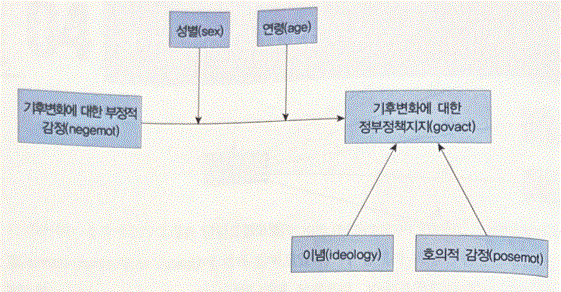 성별(sex)
연령(age)
기후변화에 대한 부정적
감정(negemot)
기후변화에 대한
정부정책지지(govact)
이념(ideology)
호의적 감정(posemot)